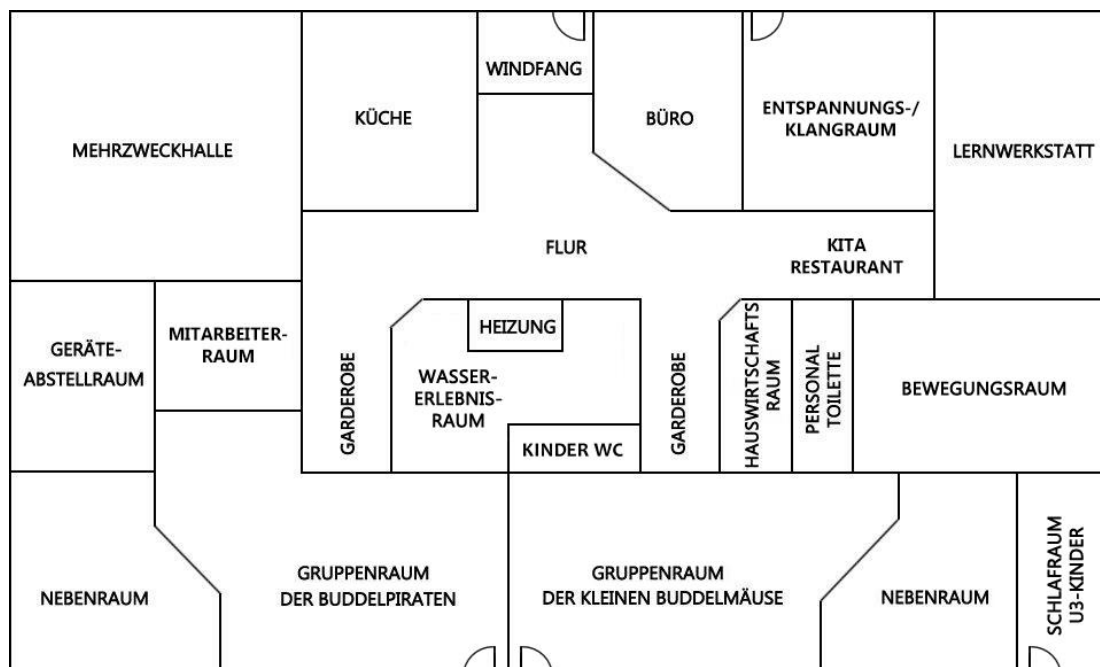 WINDFANG
KÜCHE
BÜRO
ENTSPANNUNGS-/
KLANGRAUM
MEHRZWECKHALLE
LERNWERKSTATT
FLUR
KITA
RESTAURANT
GERÄTE-
ABSTELLRAUM
MITARBEITER-
RAUM
GARDEROBE
HEIZUNG
WASSER-
ERLEBNIS-
RAUM
KINDER WC
GARDEROBE
HAUSWIRTSCHAFTS
RAUM
PERSONAL
TOILETTE
BEWEGUNGSRAUM
NEBENRAUM
GRUPPENRAUM
DER BUDDELPIRATEN
GRUPPENRAUM
DER KLEINEN BUDDELMÄUSE
NEBENRAUM
SCHLAFRAUM
U3-KINDER